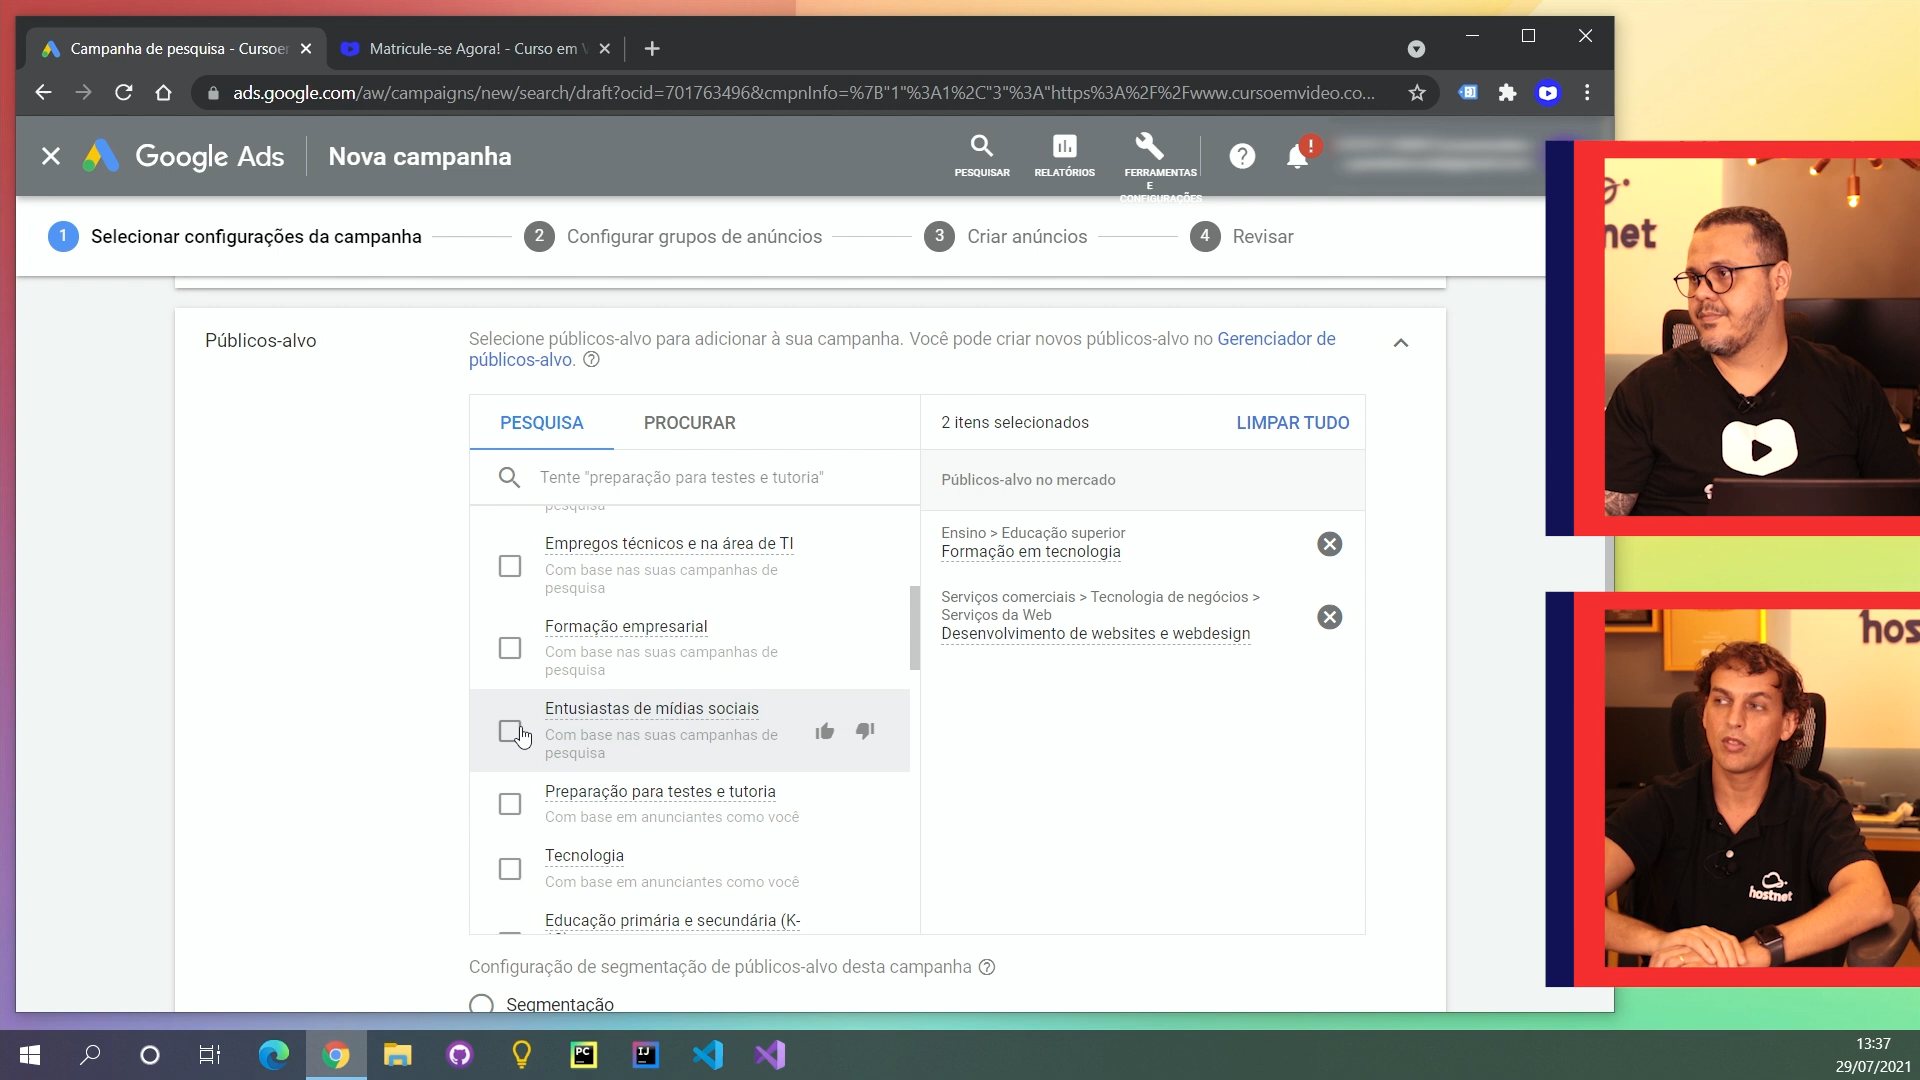 Campanha de pesquisa - Cursoe
Matricule-se Agora! - Curso em V
ads.google.com/aw/campaigns/new/search/draft?ocid=701763496&cmpnInfo=%7B"1"%3A1%2C"3"%3A"https%3A%2F%2Fwww.cursoemvideo.co...
Google Ads
Nova campanha
PESQUISAR
RELATÓRIOS
FERRAMENTAS
E
CONFIGURAÇÕES
!
1 Selecionar configurações da campanha
2 Configurar grupos de anúncios
3 Criar anúncios
4 Revisar
Públicos-alvo
Selecione públicos-alvo para adicionar à sua campanha. Você pode criar novos públicos-alvo no Gerenciador de
públicos-alvo.
PESQUISA
PROCURAR
2 itens selecionados
LIMPAR TUDO
Tente "preparação para testes e tutoria"
Públicos-alvo no mercado
pesquisa
Empregos técnicos e na área de TI
Com base nas suas campanhas de
pesquisa
Formação empresarial
Com base nas suas campanhas de
pesquisa
Entusiastas de mídias sociais
Com base nas suas campanhas de
pesquisa
Preparação para testes e tutoria
Com base em anunciantes como você
Tecnologia
Com base em anunciantes como você
Educação primária e secundária (K-
Ensino > Educação superior
Formação em tecnologia
Serviços comerciais > Tecnologia de negócios >
Serviços da Web
Desenvolvimento de websites e webdesign
Configuração de segmentação de públicos-alvo desta campanha
Segmentação
net
hos
hostnet
PC
IJ
13:37
29/07/2021